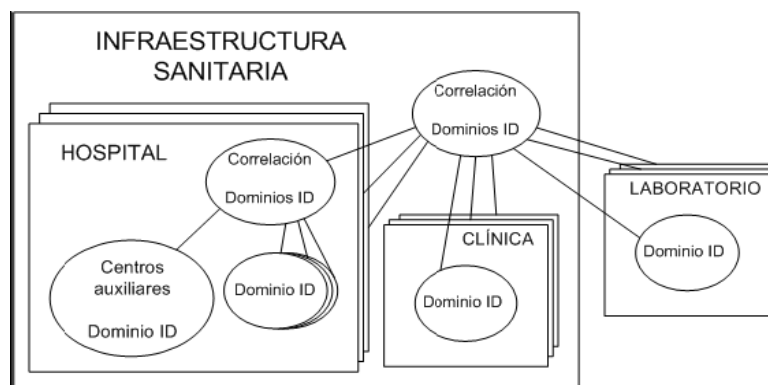 INFRAESTRUCTURA
SANITARIA
Correlación
Dominios ID
HOSPITAL
Correlación
Dominios ID
Centros
auxiliares
Dominio ID
Dominio ID
CLÍNICA
Dominio ID
LABORATORIO
Dominio ID